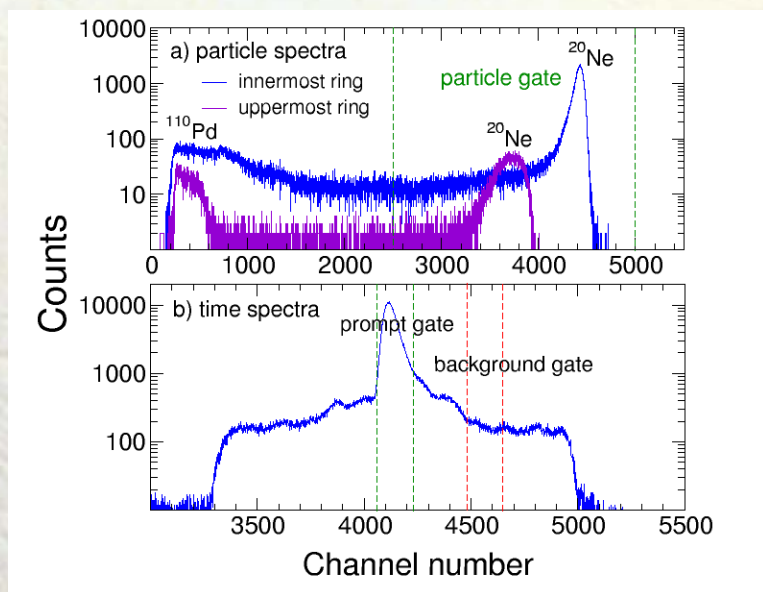 10000
a) particle spectra
²⁰Ne
innermost ring
particle gate
1000
uppermost ring
¹¹⁰Pd
²⁰Ne
100
10
0 1000 2000 3000 4000 5000
Counts
10000
b) time spectra
prompt gate
background gate
1000
100
3500 4000 4500 5000 5500
Channel number